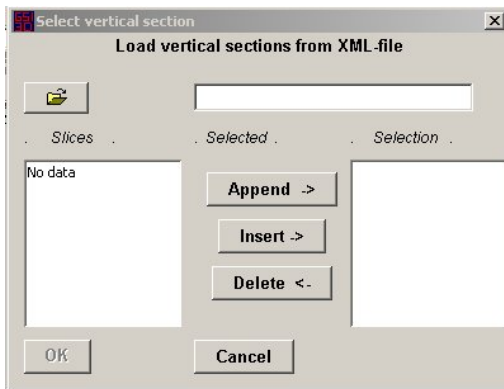 Select vertical section
Load vertical sections from XML-file
. Slices . . Selected . . Selection .
No data
Append ->
Insert ->
Delete <-
OK Cancel